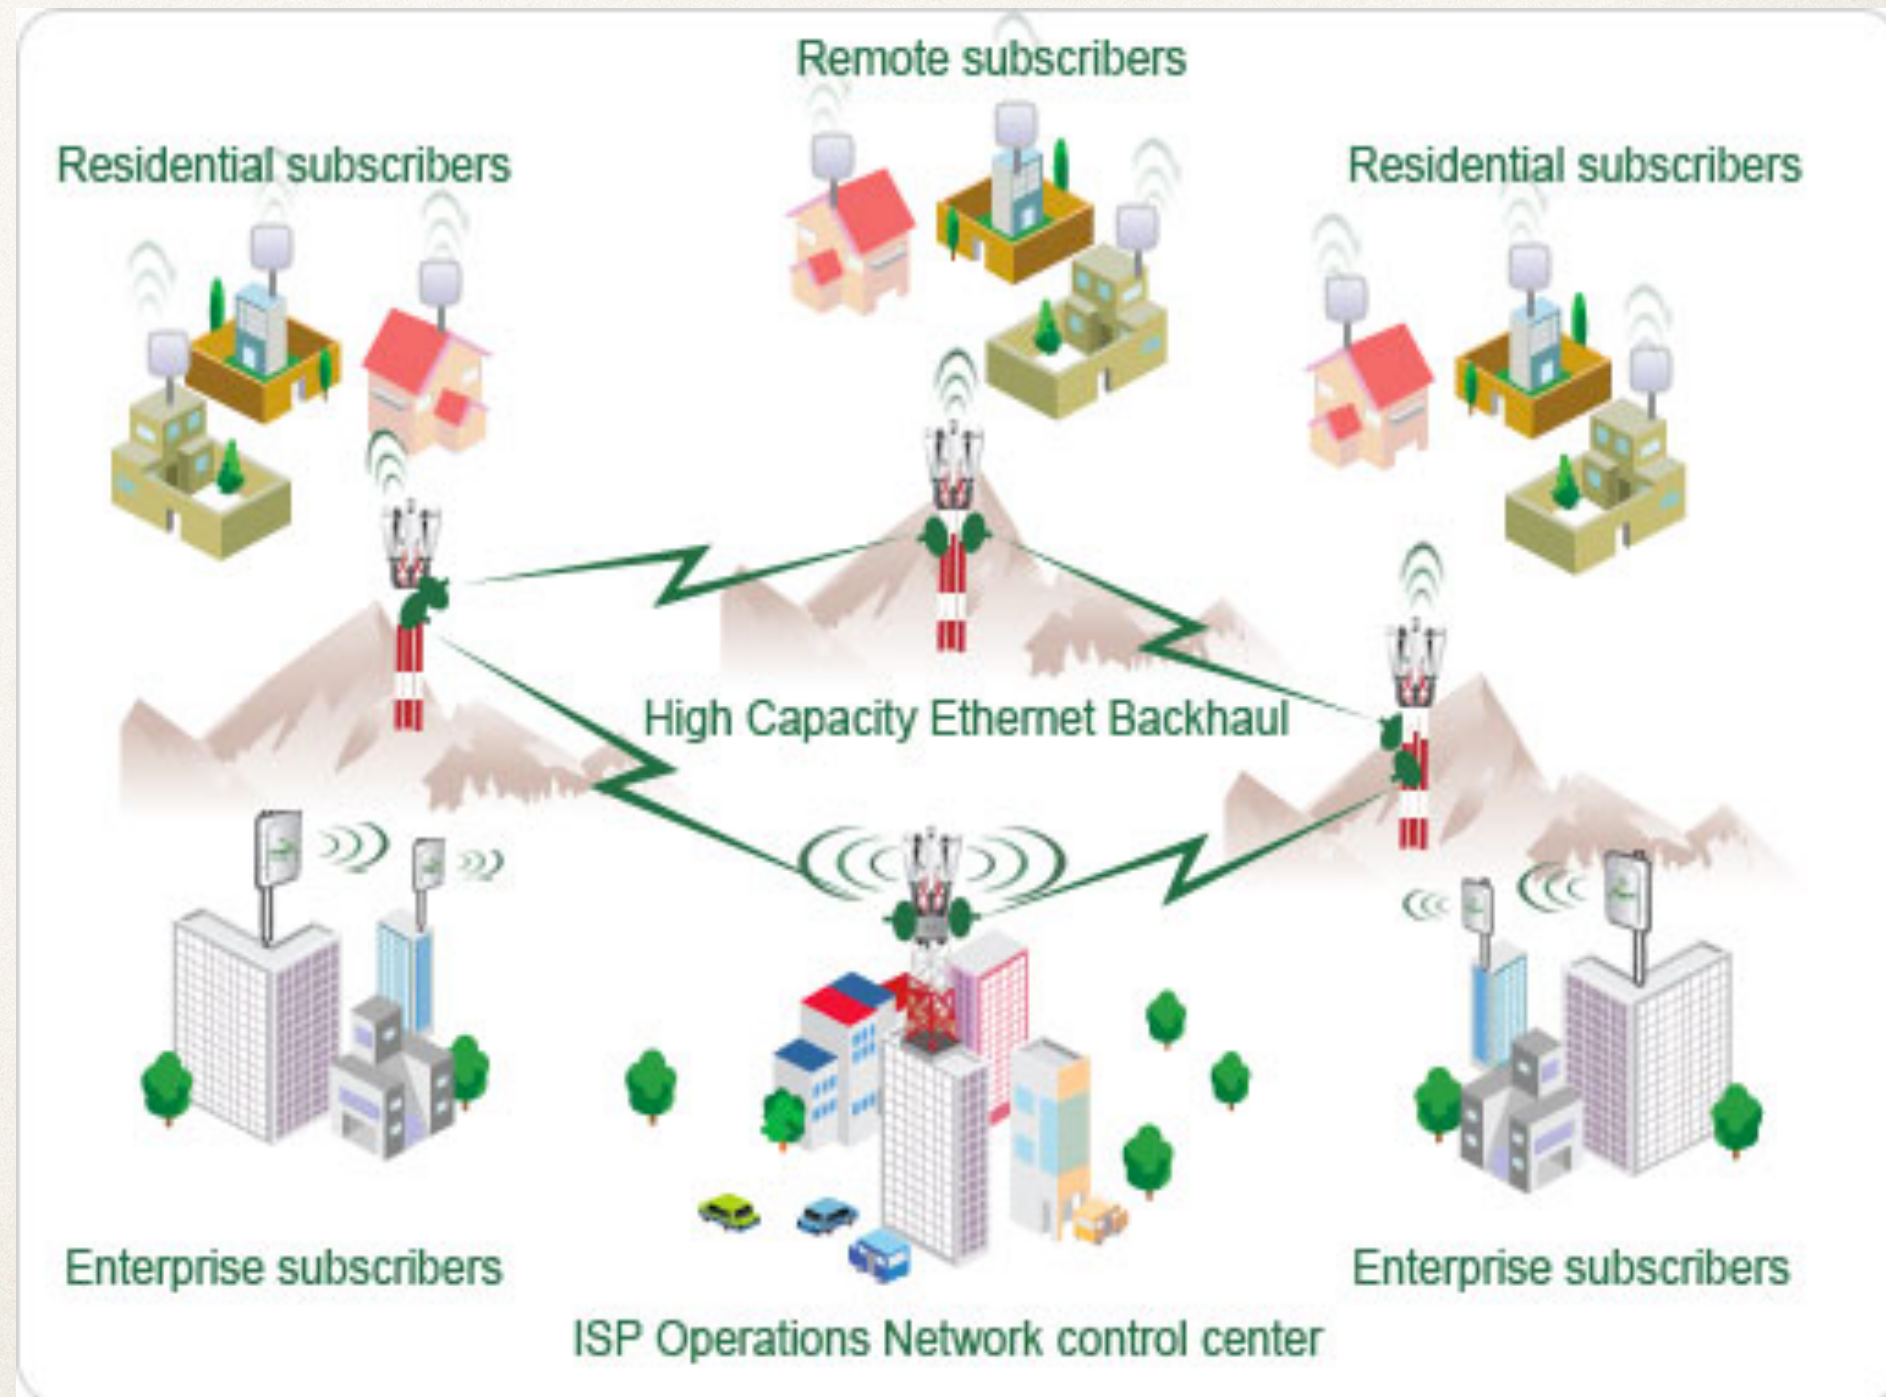 Remote subscribers
Residential subscribers
Residential subscribers
High Capacity Ethernet Backhaul
Enterprise subscribers
Enterprise subscribers
ISP Operations Network control center